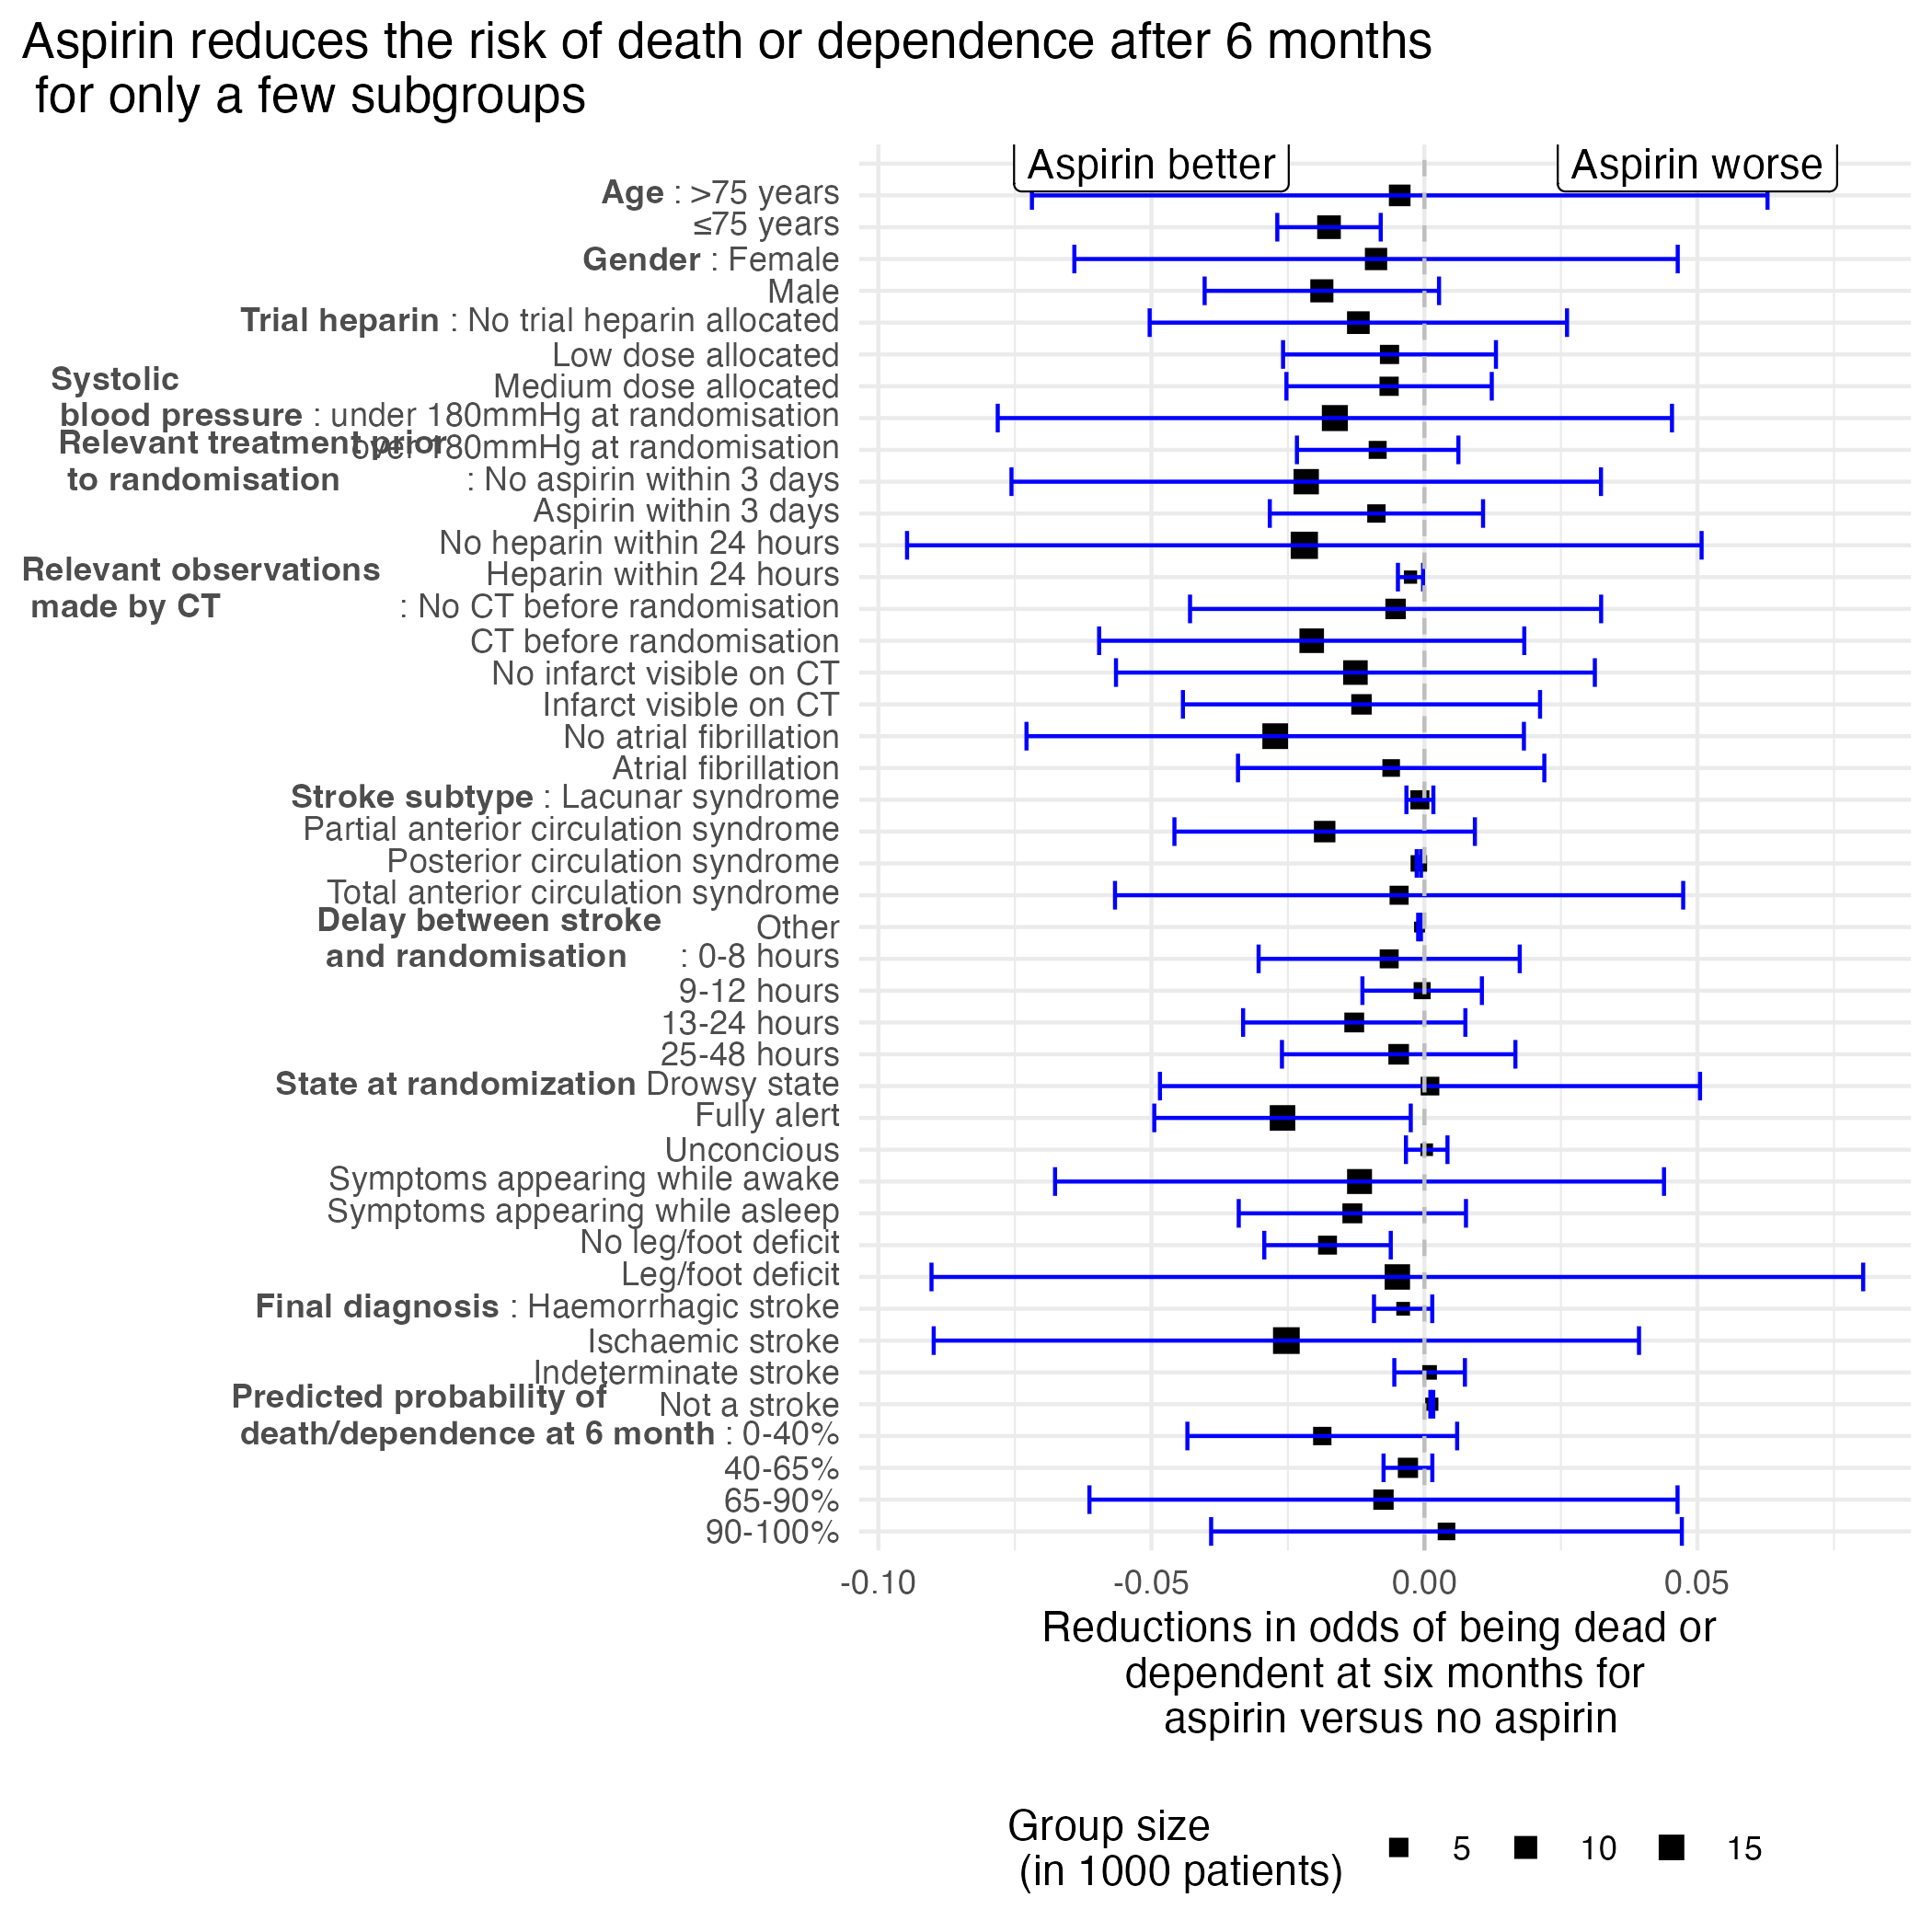 Aspirin reduces the risk of death or dependence after 6 months
for only a few subgroups
Aspirin better
Aspirin worse
Age : >75 years
≤75 years
Gender : Female
Male
Trial heparin : No trial heparin allocated
Low dose allocated
Medium dose allocated
Systolic
blood pressure : under 180mmHg at randomisation
over 180mmHg at randomisation
Relevant treatment prior
to randomisation : No aspirin within 3 days
Aspirin within 3 days
No heparin within 24 hours
Heparin within 24 hours
Relevant observations
made by CT : No CT before randomisation
CT before randomisation
No infarct visible on CT
Infarct visible on CT
No atrial fibrillation
Atrial fibrillation
Stroke subtype : Lacunar syndrome
Partial anterior circulation syndrome
Posterior circulation syndrome
Total anterior circulation syndrome
Other
Delay between stroke
and randomisation : 0-8 hours
9-12 hours
13-24 hours
25-48 hours
State at randomization Drowsy state
Fully alert
Unconcious
Symptoms appearing while awake
Symptoms appearing while asleep
No leg/foot deficit
Leg/foot deficit
Final diagnosis : Haemorrhagic stroke
Ischaemic stroke
Indeterminate stroke
Not a stroke
Predicted probability of
death/dependence at 6 month : 0-40%
40-65%
65-90%
90-100%
-0.10 -0.05 0.00 0.05
Reductions in odds of being dead or
dependent at six months for
aspirin versus no aspirin
Group size
(in 1000 patients)
5 10 15